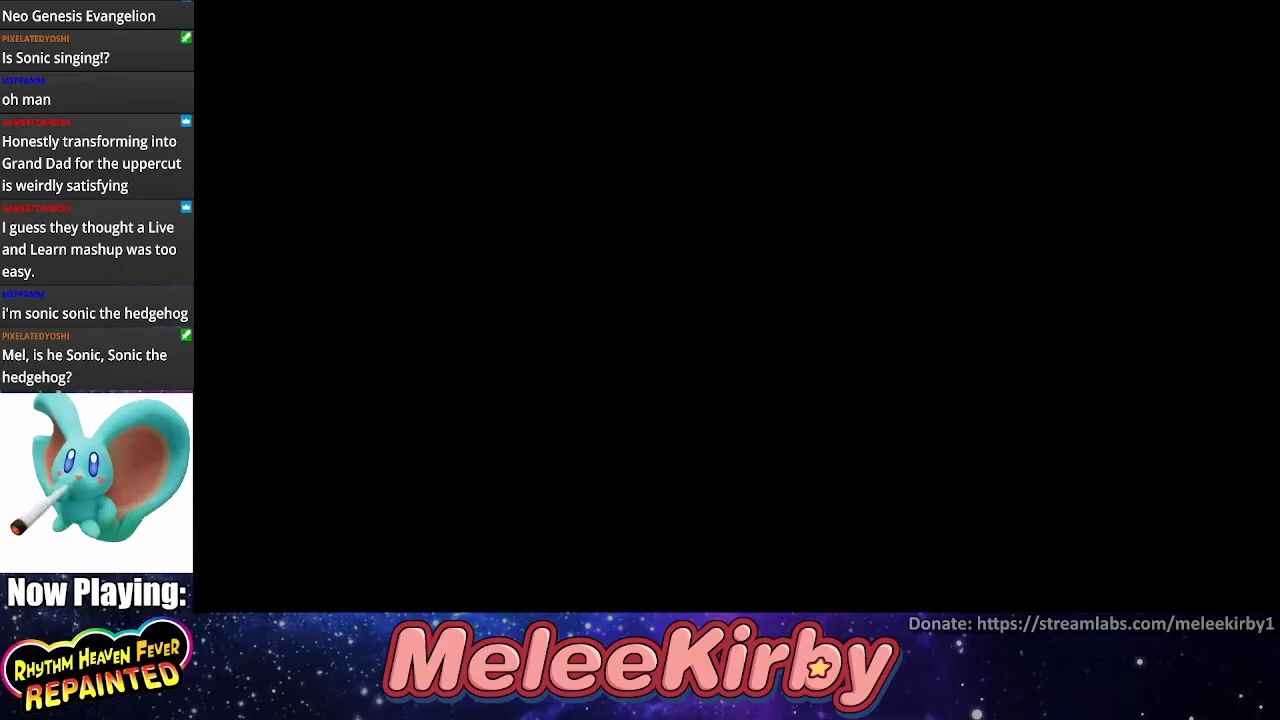 Neo Genesis Evangelion
PIXELATEDYOSHI
Is Sonic singing!?
MSPFAN94
oh man
Honestly transforming into
Grand Dad for the uppercut
is weirdly satisfying
I guess they thought a Live
and Learn mashup was too
easy.
MSPFAN94
i'm sonic sonic the hedgehog
PIXELATEDYOSHI
Mel, is he Sonic, Sonic the
hedgehog?
Now Playing:
RHYTHM HEAVEN FEVER
REPAINTED
MeleeKirby
Donate: https://streamlabs.com/meleekirby1